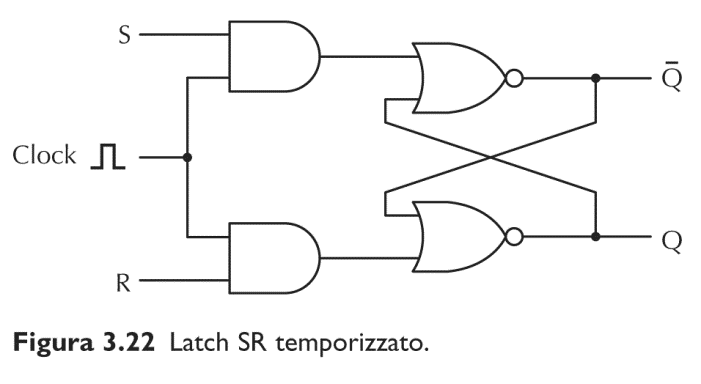 S
Q̄
Clock
Q
R
Figura 3.22 Latch SR temporizzato.